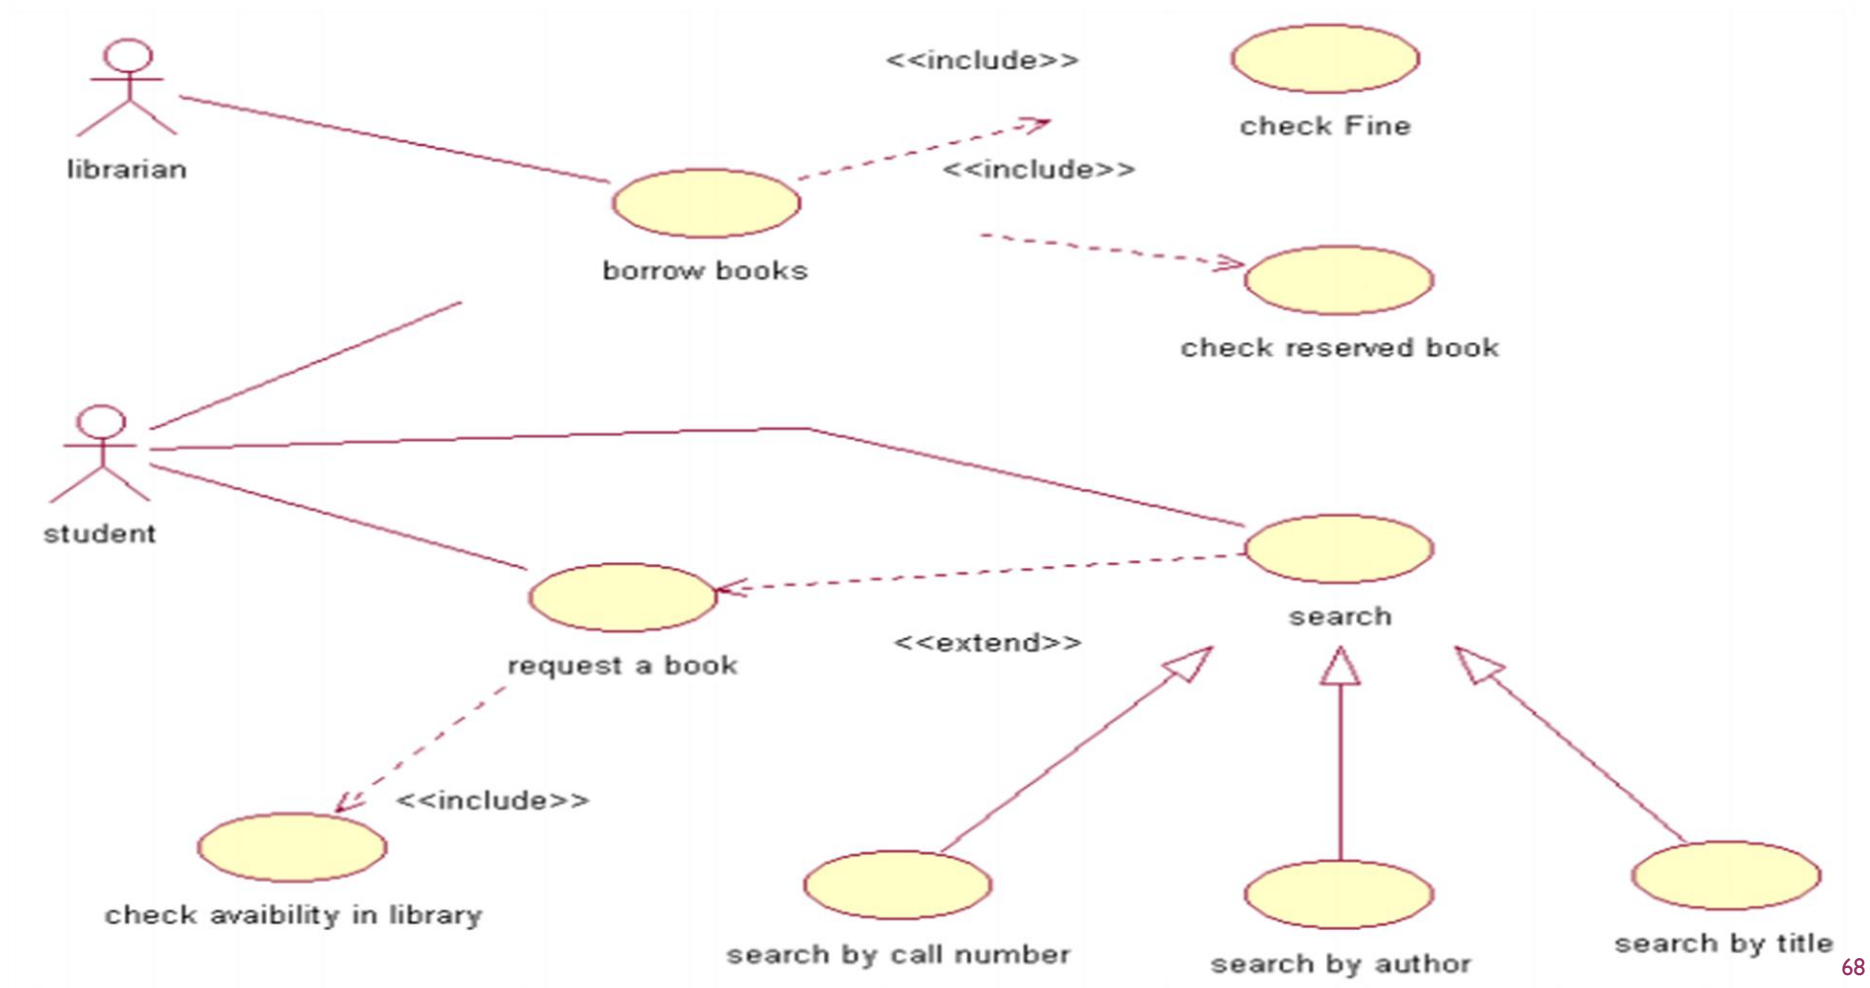 <<include>>
check Fine
librarian
<<include>>
borrow books
check reserved book
student
search
<<extend>>
request a book
<<include>>
check avaibility in library
search by call number
search by author
search by title
68